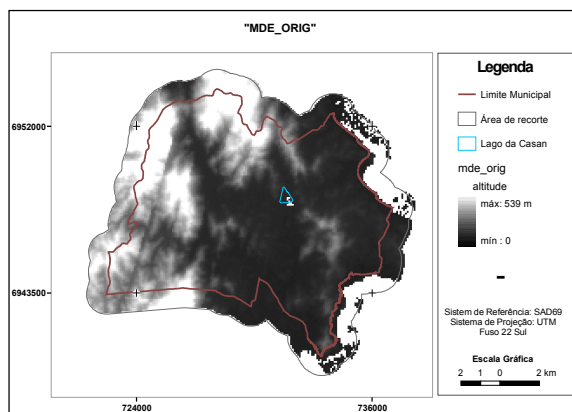 "MDE_ORIG"
Legenda
Limite Municipal
Área de recorte
Lago da Casan
mde_orig
altitude
máx: 539 m
mín : 0
Sistem de Referência: SAD69
Sistema de Projeção: UTM
Fuso 22 Sul
Escala Gráfica
2 1 0 2 km
6952000
6943500
724000 736000